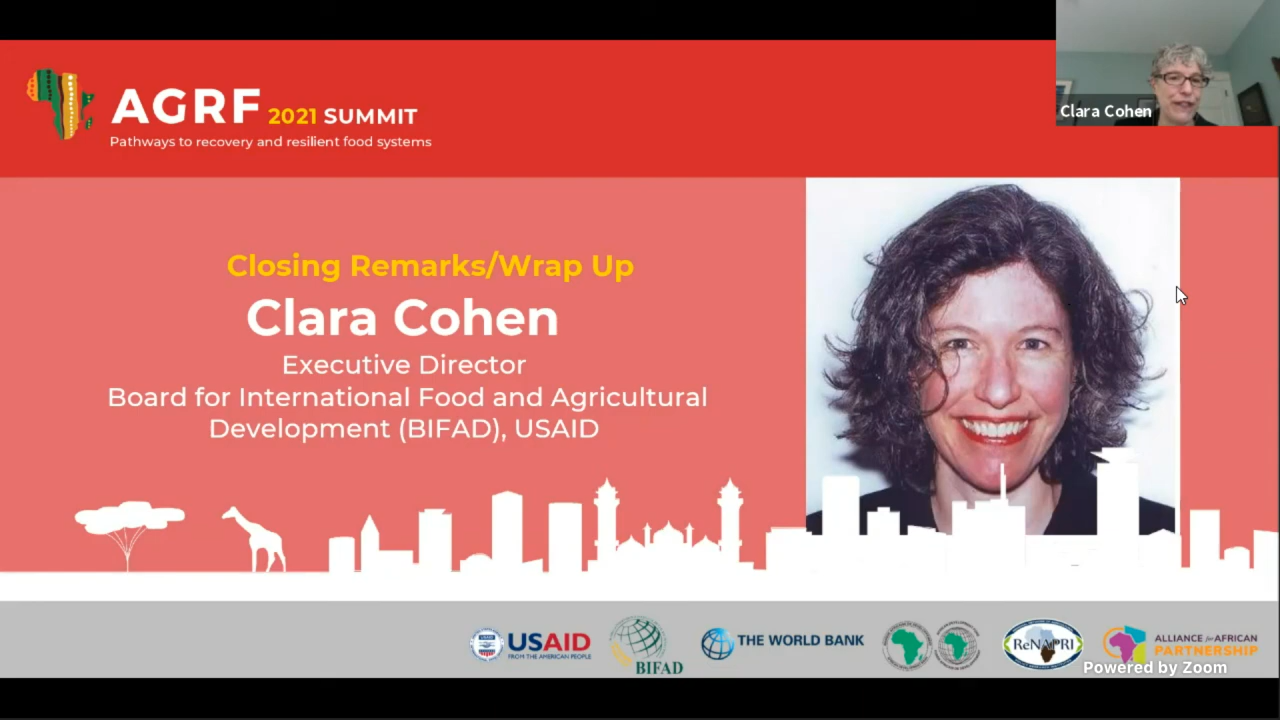 AGRF 2021 SUMMIT
Pathways to recovery and resilient food systems
Clara Cohen
Closing Remarks/Wrap Up
Clara Cohen
Executive Director
Board for International Food and Agricultural
Development (BIFAD), USAID
USAID
FROM THE AMERICAN PEOPLE
BIFAD
THE WORLD BANK
ReNAPRI
ALLIANCE for AFRICAN
PARTNERSHIP
Powered by Zoom